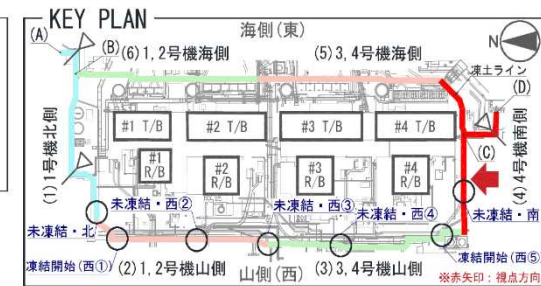 KEY PLAN
海側(東)
N
(A)
(B)
(6)1,2号機海側
(5)3,4号機海側
凍土ライン
(D)
(1)1号機北側
#1 T/B
#2 T/B
#3 T/B
#4 T/B
(C)
(4)4号機南側
#1
R/B
#2
R/B
#3
R/B
#4
R/B
未凍結・西②
未凍結・西③
未凍結・西④
未凍結・南
未凍結・北
凍結開始(西①)
(2)1,2号機山側
山側(西)
(3)3,4号機山側
凍結開始(西⑤)
※赤矢印:視点方向